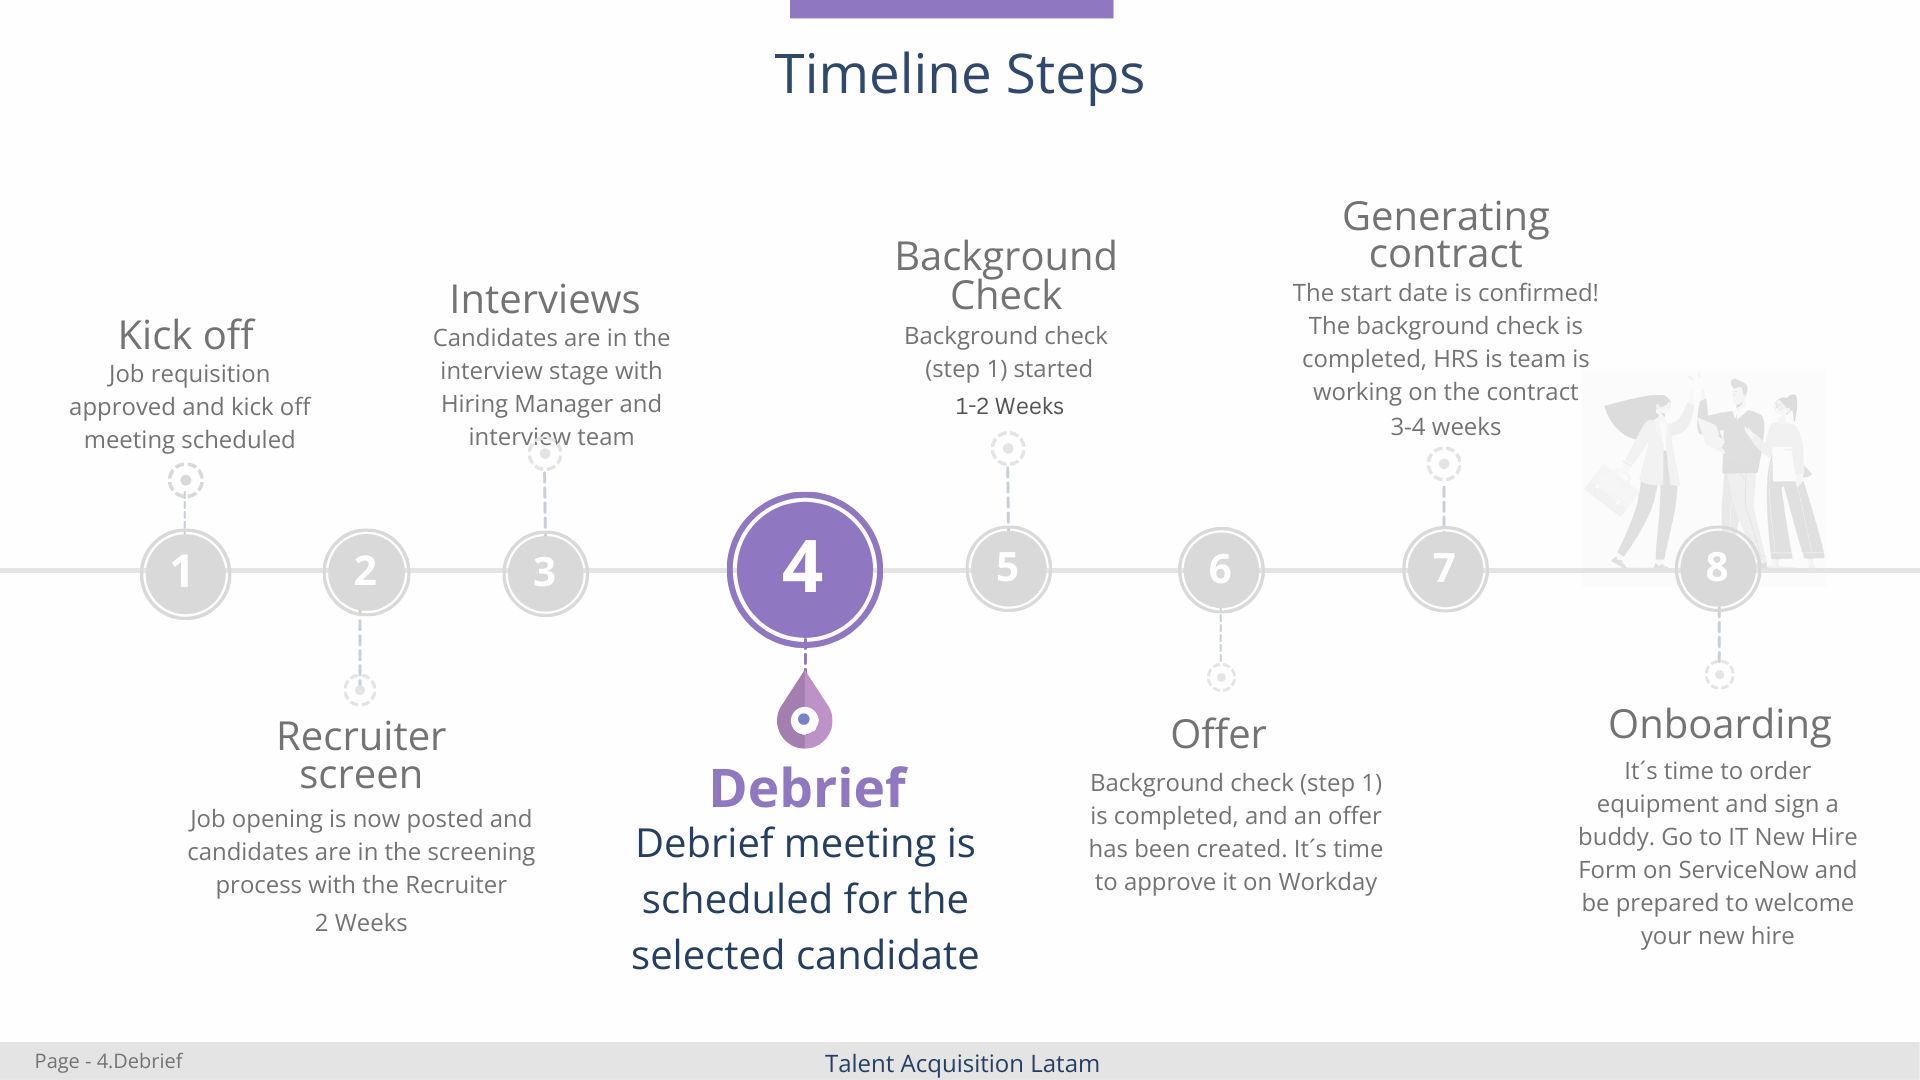 Timeline Steps
Kick off
Job requisition
approved and kick off
meeting scheduled
1
2
Recruiter
screen
Job opening is now posted and
candidates are in the screening
process with the Recruiter
2 Weeks
Interviews
Candidates are in the
interview stage with
Hiring Manager and
interview team
3
4
Debrief
Debrief meeting is
scheduled for the
selected candidate
Background
Check
Background check
(step 1) started
1-2 Weeks
5
6
Offer
Background check (step 1)
is completed, and an offer
has been created. It´s time
to approve it on Workday
Generating
contract
The start date is confirmed!
The background check is
completed, HRS is team is
working on the contract
3-4 weeks
7
8
Onboarding
It´s time to order
equipment and sign a
buddy. Go to IT New Hire
Form on ServiceNow and
be prepared to welcome
your new hire
Page - 4.Debrief
Talent Acquisition Latam